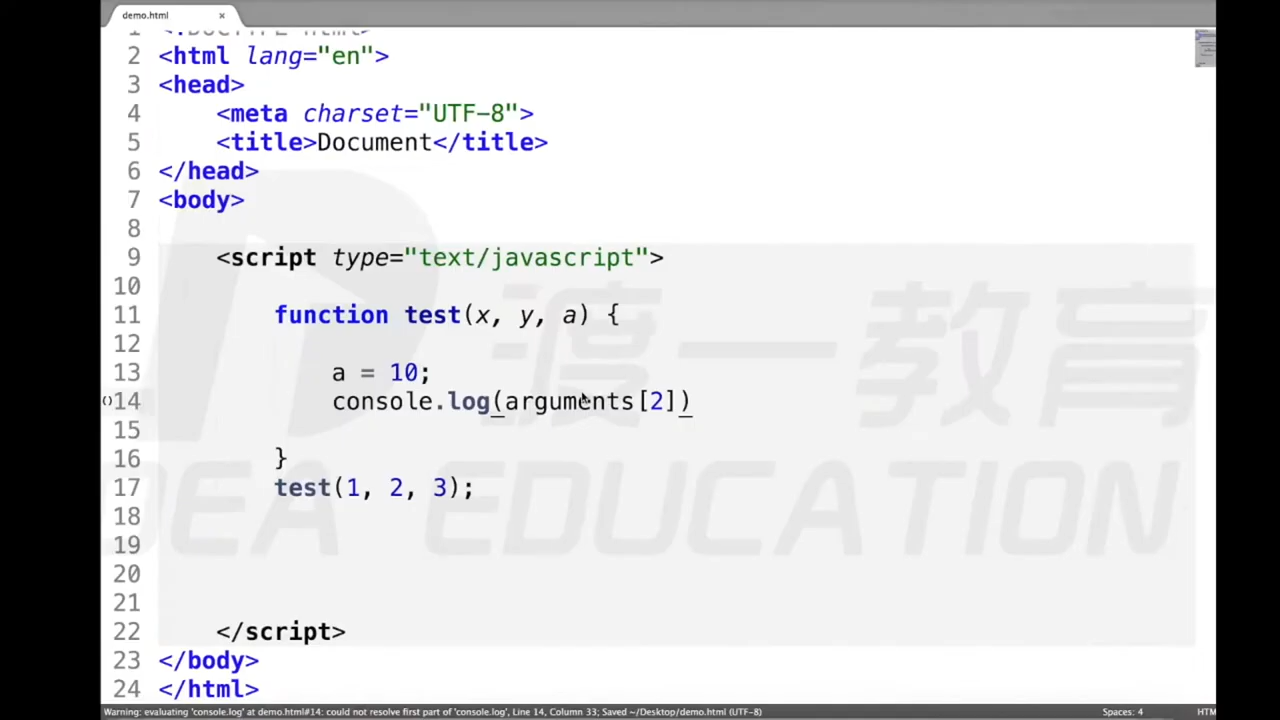 demo.html ×
1 <!DOCTYPE html>
2 <html lang="en">
3 <head>
4 <meta charset="UTF-8">
5 <title>Document</title>
6 </head>
7 <body>
8
9 <script type="text/javascript">
10
11 function test(x, y, a) {
12
13 a = 10;
()14 console.log(arguments[2])
15
16 }
17 test(1, 2, 3);
18
19
20
21
22 </script>
23 </body>
24 </html>
渡一教育
DEA EDUCATION
Warning: evaluating 'console.log' at demo.html#14: could not resolve first part of 'console.log', Line 14, Column 33; Saved ~/Desktop/demo.html (UTF-8) Spaces: 4 HTM